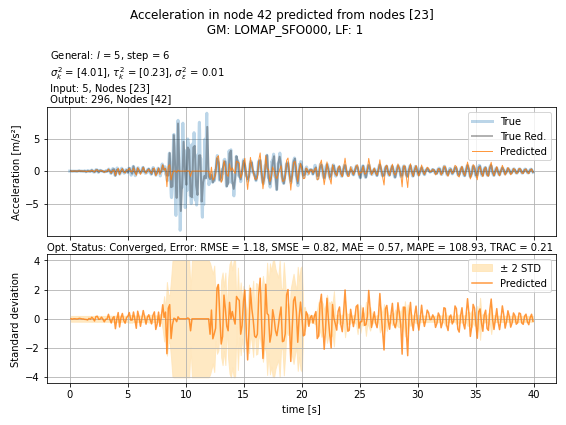 Acceleration in node 42 predicted from nodes [23]
GM: LOMAP_SFO000, LF: 1
General: l = 5, step = 6
σ²ₖ = [4.01], τ²ₖ = [0.23], σ²ₑ = 0.01
Input: 5, Nodes [23]
Output: 296, Nodes [42]
Acceleration [m/s²]
5
0
−5
True
True Red.
Predicted
Opt. Status: Converged, Error: RMSE = 1.18, SMSE = 0.82, MAE = 0.57, MAPE = 108.93, TRAC = 0.21
Standard deviation
4
2
0
−2
−4
± 2 STD
Predicted
0 5 10 15 20 25 30 35 40
time [s]